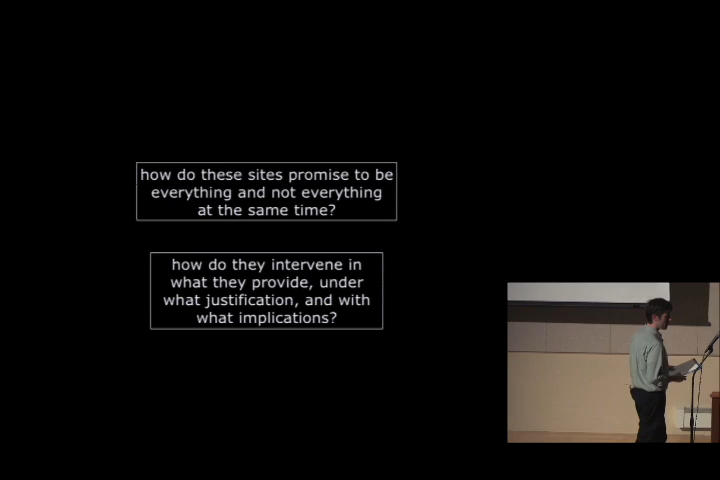 how do these sites promise to be
everything and not everything
at the same time?
how do they intervene in
what they provide, under
what justification, and with
what implications?